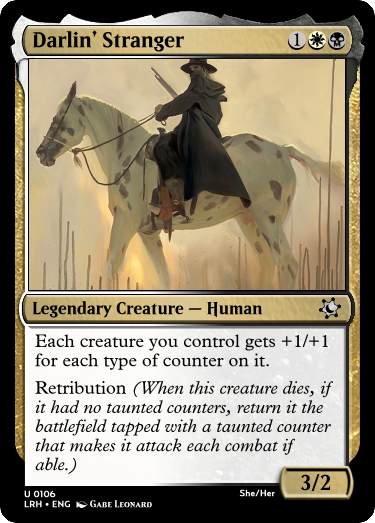 Darlin' Stranger 1
Legendary Creature — Human
Each creature you control gets +1/+1
for each type of counter on it.
Retribution (When this creature dies, if
it had no taunted counters, return it the
battlefield tapped with a taunted counter
that makes it attack each combat if
able.)
3/2
U 0106
She/Her
LRH • ENG Gabe Leonard